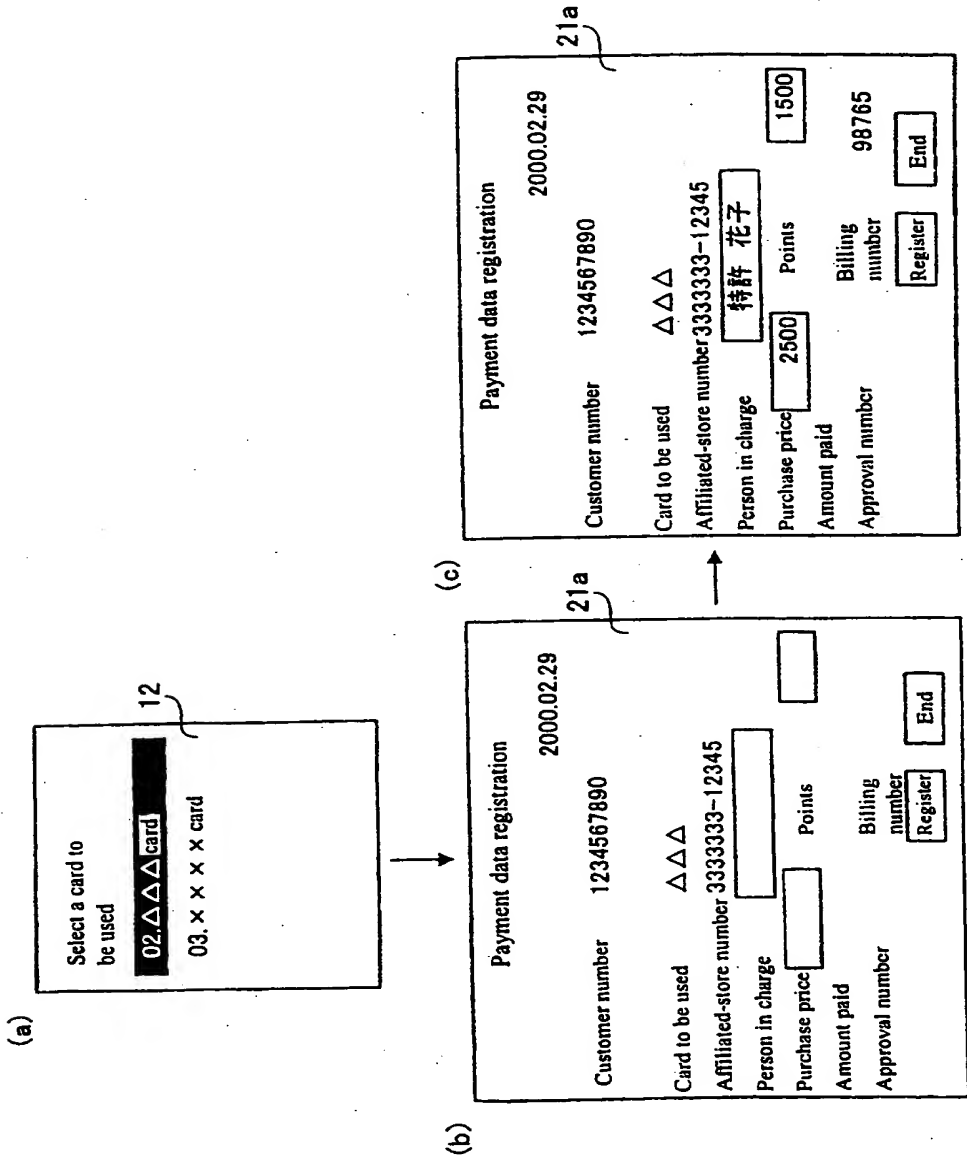 (a)
Select a card to
be used
02.△△△card
03.××××card
12
(b)
21a
Payment data registration
2000.02.29
Customer number 1234567890
Card to be used △△△
Affiliated-store number 3333333-12345
Person in charge
Purchase price Points
Amount paid
Approval number Billing
number
Register End
(c)
21a
Payment data registration
2000.02.29
Customer number 1234567890
Card to be used △△△
Affiliated-store number 3333333-12345
Person in charge 特許 花子
Purchase price 2500 Points 1500
Amount paid
Approval number Billing
number 98765
Register End